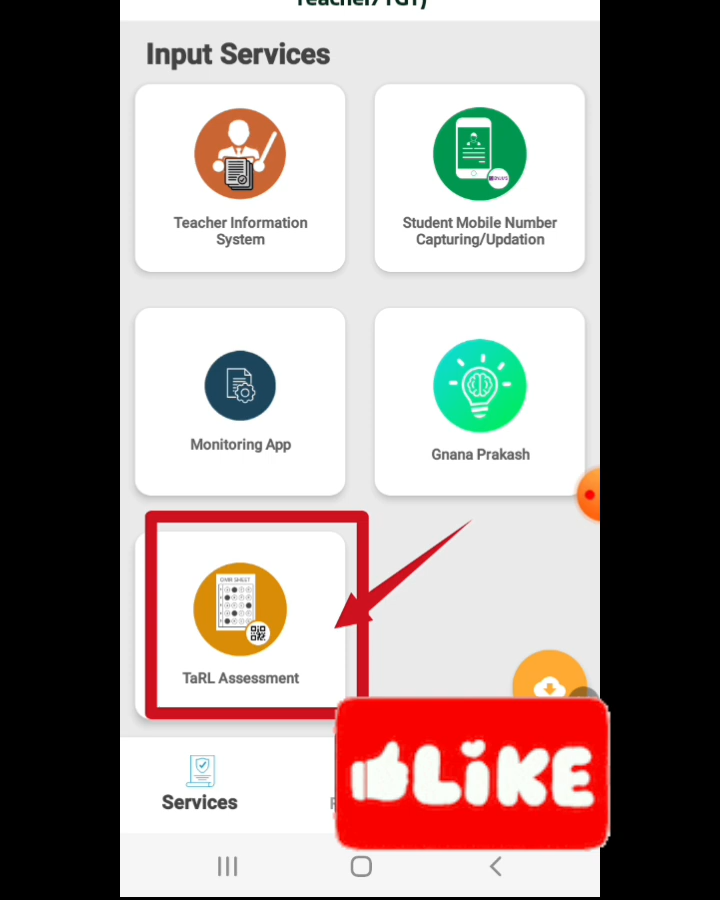 Teacher/TGT)
Input Services
Teacher Information
System
Student Mobile Number
Capturing/Updation
Monitoring App
Gnana Prakash
OMR SHEET
TaRL Assessment
LiKE
Services